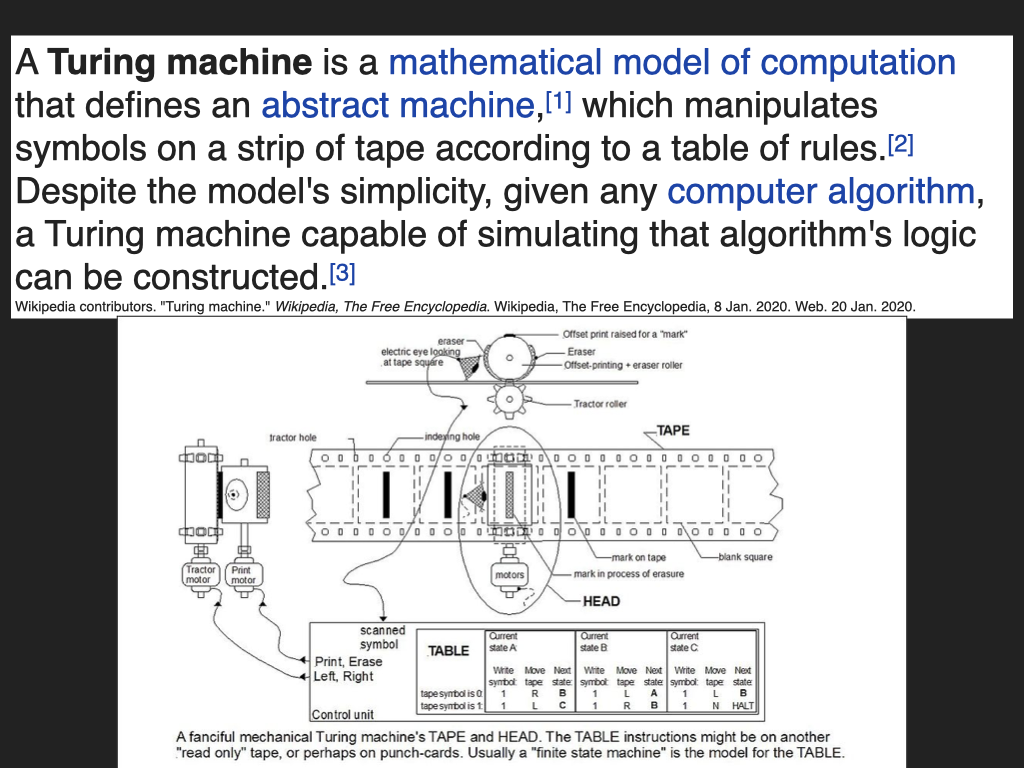 A Turing machine is a mathematical model of computation
that defines an abstract machine,[1] which manipulates
symbols on a strip of tape according to a table of rules.[2]
Despite the model's simplicity, given any computer algorithm,
a Turing machine capable of simulating that algorithm's logic
can be constructed.[3]
Wikipedia contributors. "Turing machine." Wikipedia, The Free Encyclopedia. Wikipedia, The Free Encyclopedia, 8 Jan. 2020. Web. 20 Jan. 2020.
Offset print raised for a "mark"
eraser
electric eye looking
at tape square
Eraser
Offset-printing + eraser roller
Tractor roller
tractor hole
indexing hole
TAPE
Tractor
motor
Print
motor
motors
mark on tape
blank square
mark in process of erasure
HEAD
scanned
symbol
Print, Erase
Left, Right
Control unit
TABLE
Current state A: Current state B: Current state C:
Write symbol: Move tape: Next state: Write symbol: Move tape: Next state: Write symbol: Move tape: Next state:
tape symbol is 0: 1 R B 1 L A 1 L B
tape symbol is 1: 1 L C 1 R B 1 N HALT
A fanciful mechanical Turing machine's TAPE and HEAD. The TABLE instructions might be on another
"read only" tape, or perhaps on punch-cards. Usually a "finite state machine" is the model for the TABLE.